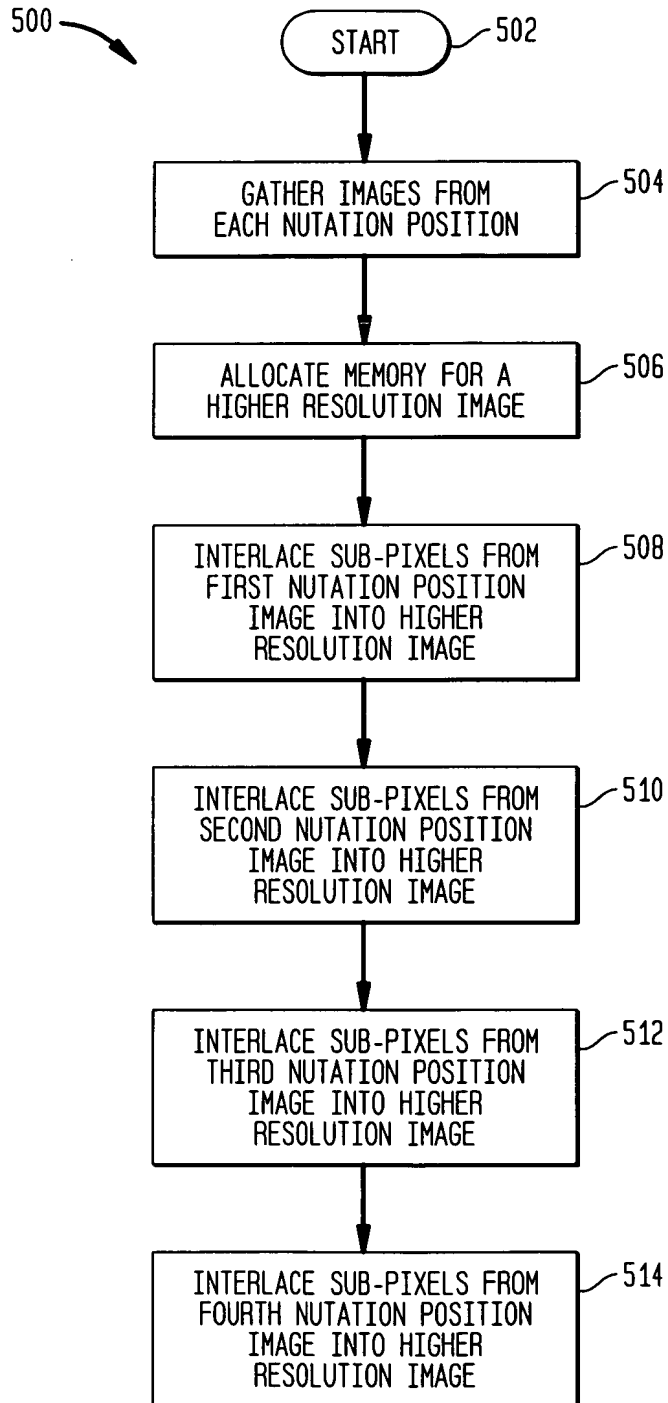 500
START
502
GATHER IMAGES FROM
EACH NUTATION POSITION
504
ALLOCATE MEMORY FOR A
HIGHER RESOLUTION IMAGE
506
INTERLACE SUB-PIXELS FROM
FIRST NUTATION POSITION
IMAGE INTO HIGHER
RESOLUTION IMAGE
508
INTERLACE SUB-PIXELS FROM
SECOND NUTATION POSITION
IMAGE INTO HIGHER
RESOLUTION IMAGE
510
INTERLACE SUB-PIXELS FROM
THIRD NUTATION POSITION
IMAGE INTO HIGHER
RESOLUTION IMAGE
512
INTERLACE SUB-PIXELS FROM
FOURTH NUTATION POSITION
IMAGE INTO HIGHER
RESOLUTION IMAGE
514